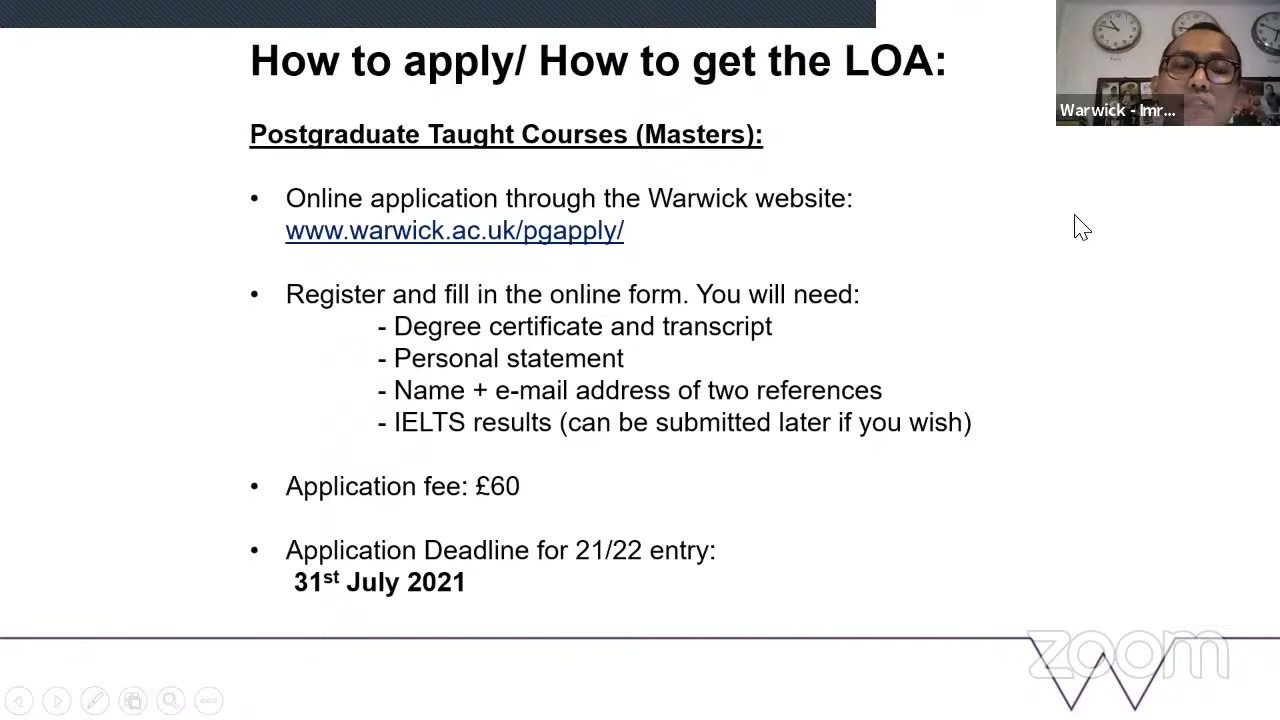 How to apply/ How to get the LOA:
Warwick - Imr...
Postgraduate Taught Courses (Masters):
• Online application through the Warwick website:
www.warwick.ac.uk/pgapply/
• Register and fill in the online form. You will need:
- Degree certificate and transcript
- Personal statement
- Name + e-mail address of two references
- IELTS results (can be submitted later if you wish)
• Application fee: £60
• Application Deadline for 21/22 entry:
31st July 2021
zoom